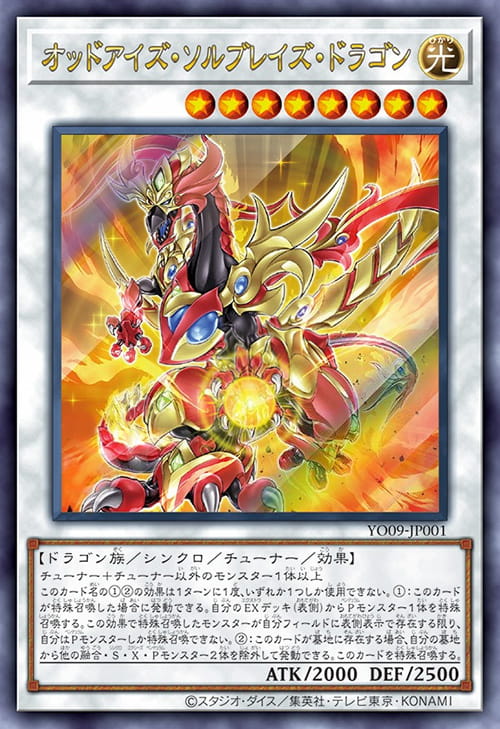 オッドアイズ・ソルブレイズ・ドラゴン
ひかり
光
YO09-JP001
【ドラゴン族／シンクロ／チューナー／効果】
チューナー＋チューナー以外のモンスター1体以上
このカード名の①②の効果は1ターンに1度、いずれか1つしか使用できない。①：このカード
が特殊召喚した場合に発動できる。自分のEXデッキ(表側)からPモンスター1体を特殊
召喚する。この効果で特殊召喚したモンスターが自分フィールドに表側表示で存在する限り、
自分はPモンスターしか特殊召喚できない。②：このカードが墓地に存在する場合、自分の墓地
から他の融合・S・X・Pモンスター2体を除外して発動できる。このカードを特殊召喚する。
ATK/2000 DEF/2500
©スタジオ・ダイス／集英社・テレビ東京・KONAMI